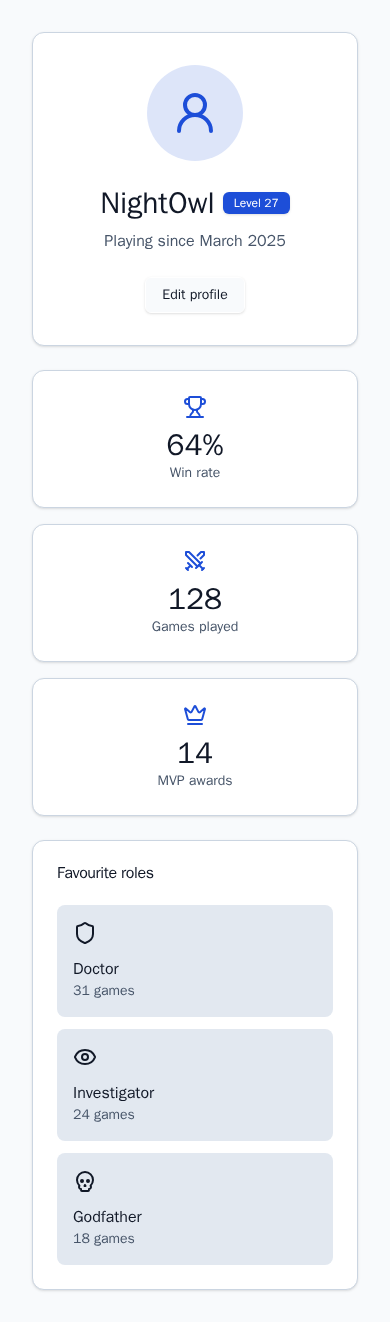 NightOwl Level 27
Playing since March 2025
Edit profile
64%
Win rate
128
Games played
14
MVP awards
Favourite roles
Doctor
31 games
Investigator
24 games
Godfather
18 games